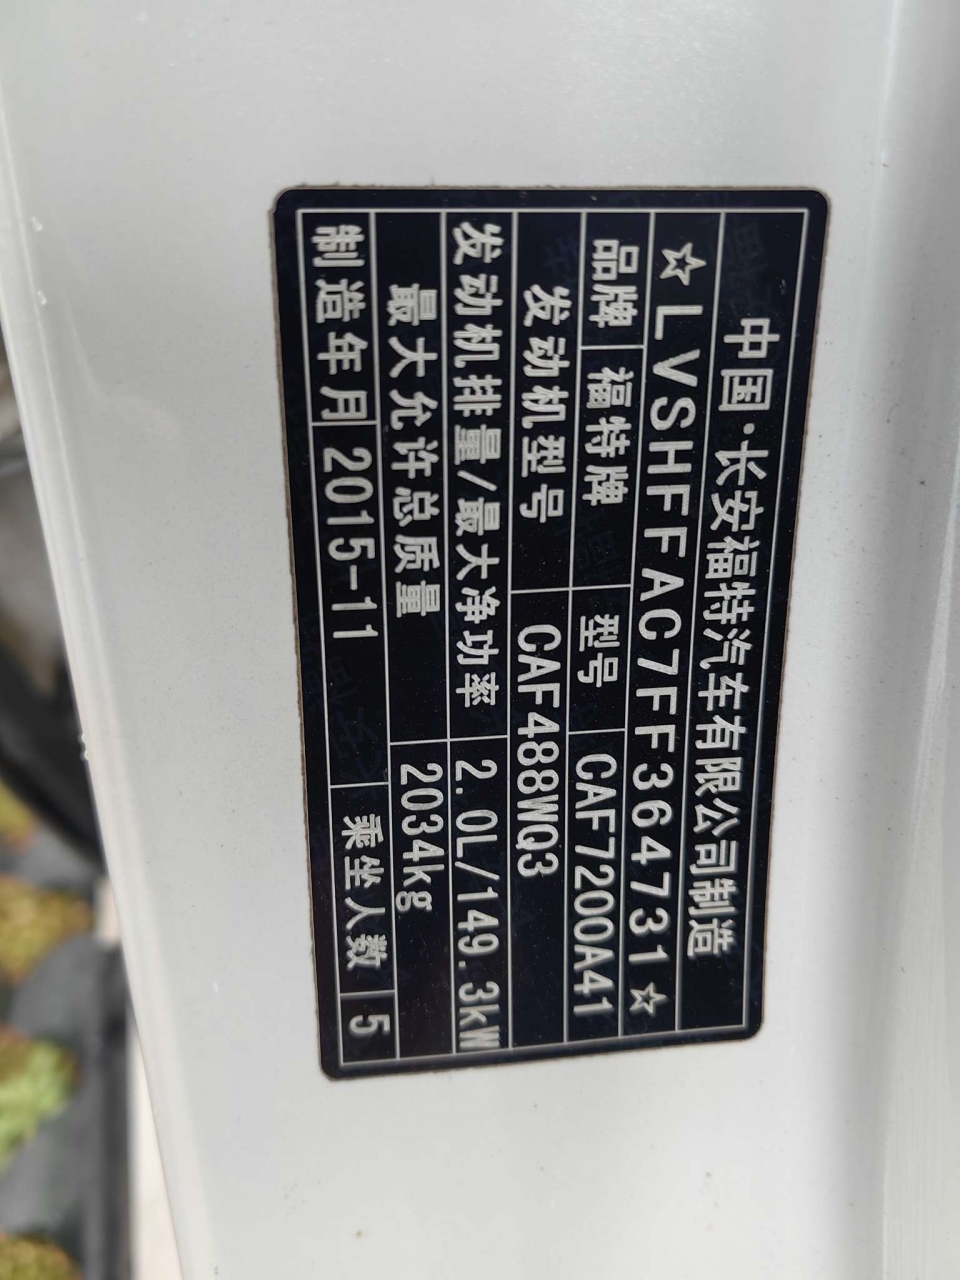 中国·长安福特汽车有限公司制造
☆LVSHFFAC7FF364731☆
品牌 福特牌 型号 CAF7200A41
发动机型号 CAF488WQ3
发动机排量/最大净功率 2.0L/149.3kW
最大允许总质量 2034kg
制造年月 2015-11 乘坐人数 5